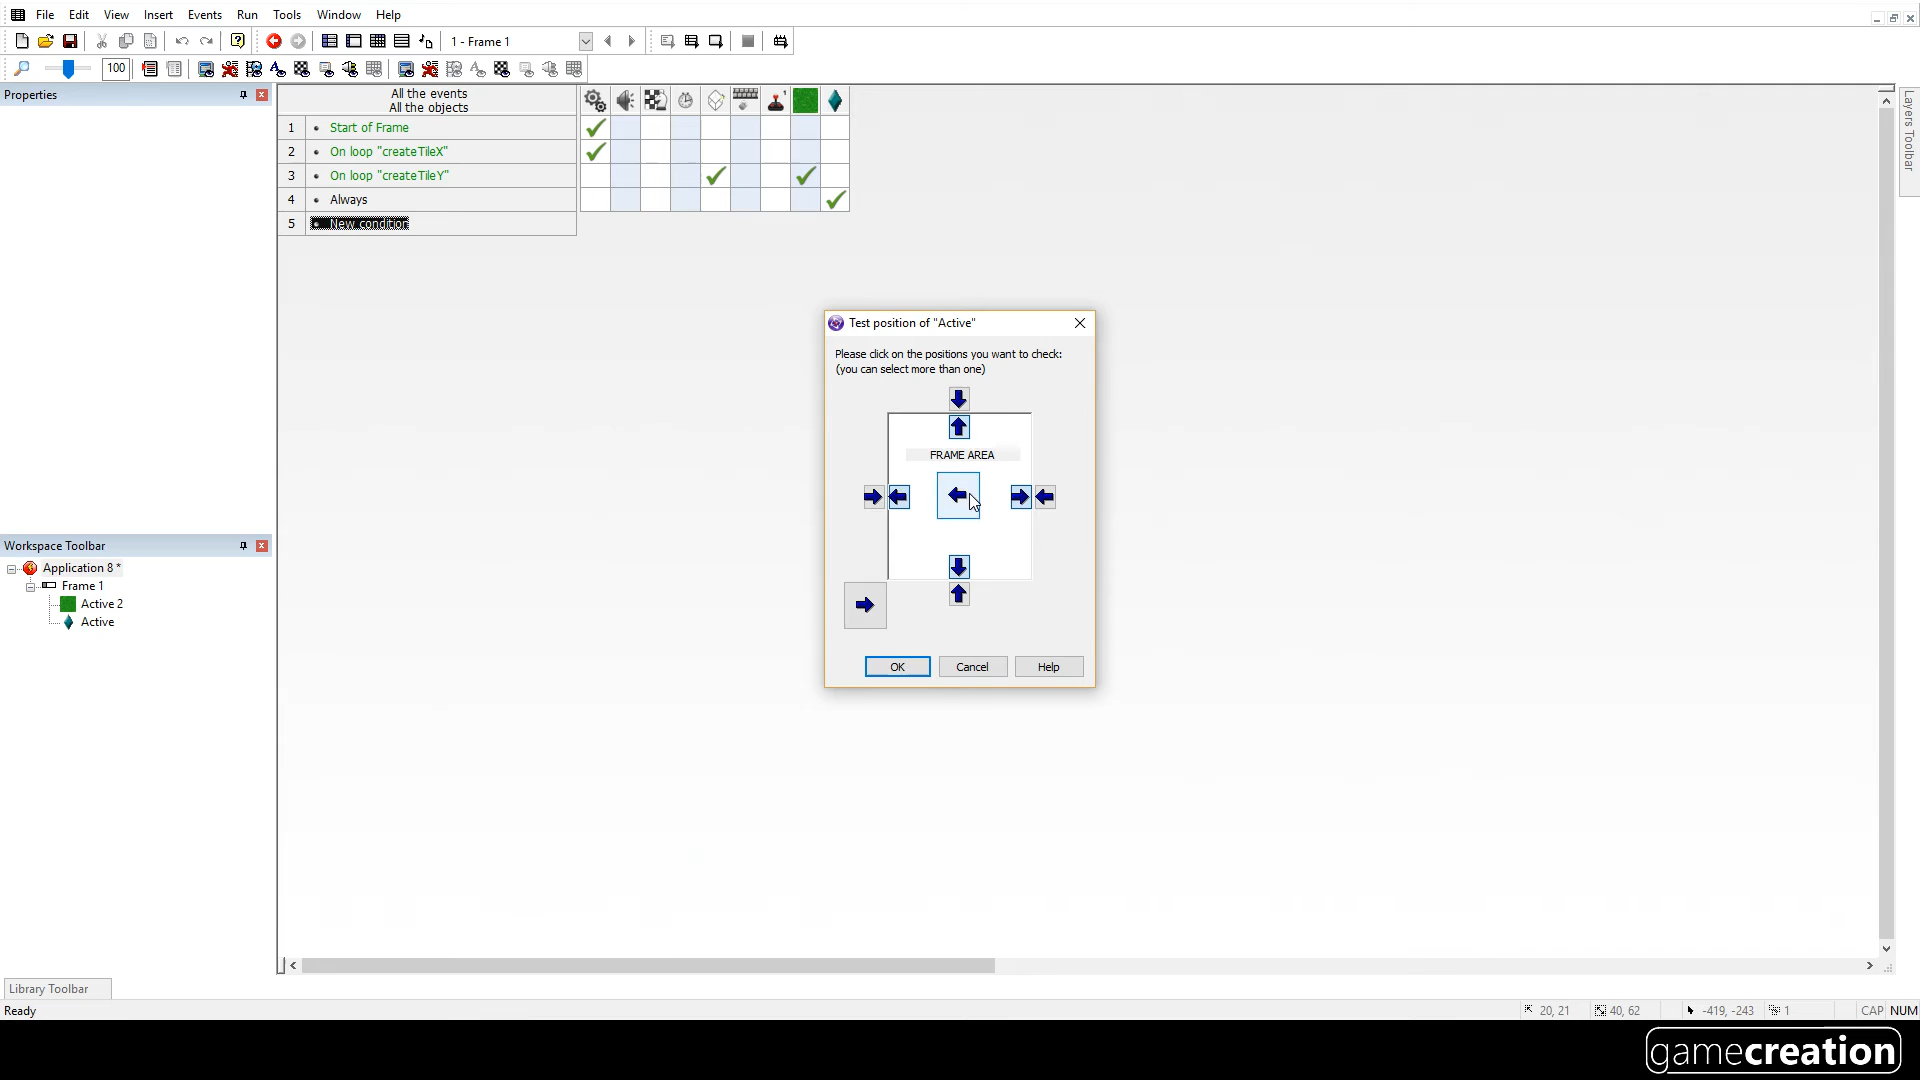 File Edit View Insert Events Run Tools Window Help
1 - Frame 1
100
Properties
All the events
All the objects
1 Start of Frame
2 On loop "createTileX"
3 On loop "createTileY"
4 Always
5 New condition
Layers Toolbar
Test position of "Active"
Please click on the positions you want to check:
(you can select more than one)
FRAME AREA
OK Cancel Help
Workspace Toolbar
Application 8 *
Frame 1
Active 2
Active
Library Toolbar
Ready 20, 21 40, 62 -419, -243 1 CAP NUM
gamecreation